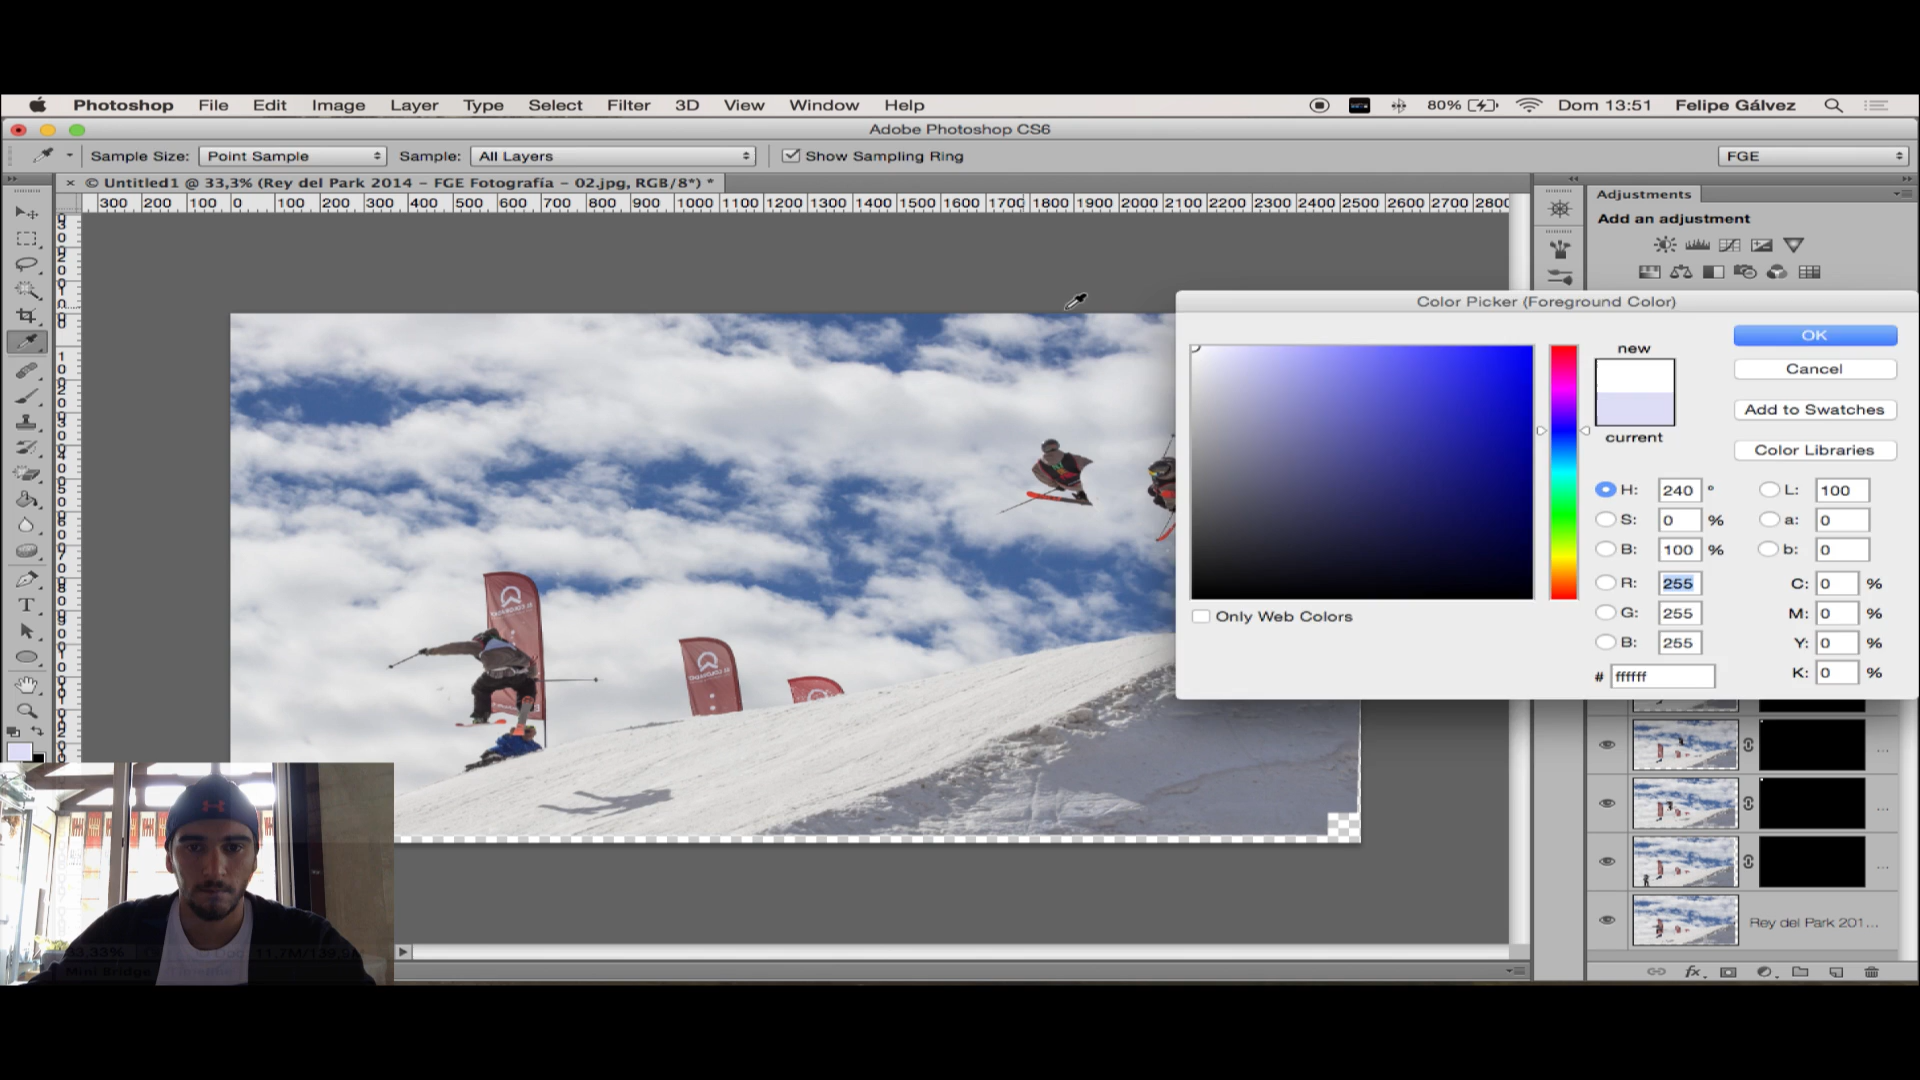 Photoshop File Edit Image Layer Type Select Filter 3D View Window Help 80% Dom 13:51 Felipe Gálvez
Adobe Photoshop CS6
Sample Size: Point Sample Sample: All Layers Show Sampling Ring FGE
× © Untitled1 @ 33,3% (Rey del Park 2014 - FGE Fotografía - 02.jpg, RGB/8*) *
300 200 100 0 100 200 300 400 500 600 700 800 900 1000 1100 1200 1300 1400 1500 1600 1700 1800 1900 2000 2100 2200 2300 2400 2500 2600 2700 2800
Adjustments
Add an adjustment
Color Picker (Foreground Color)
new
OK
Cancel
Add to Swatches
current
Color Libraries
H: 240 ° L: 100
S: 0 % a: 0
B: 100 % b: 0
R: 255 C: 0 %
G: 255 M: 0 %
B: 255 Y: 0 %
# ffffff K: 0 %
Only Web Colors
Rey del Park 201...
Mini Bridge